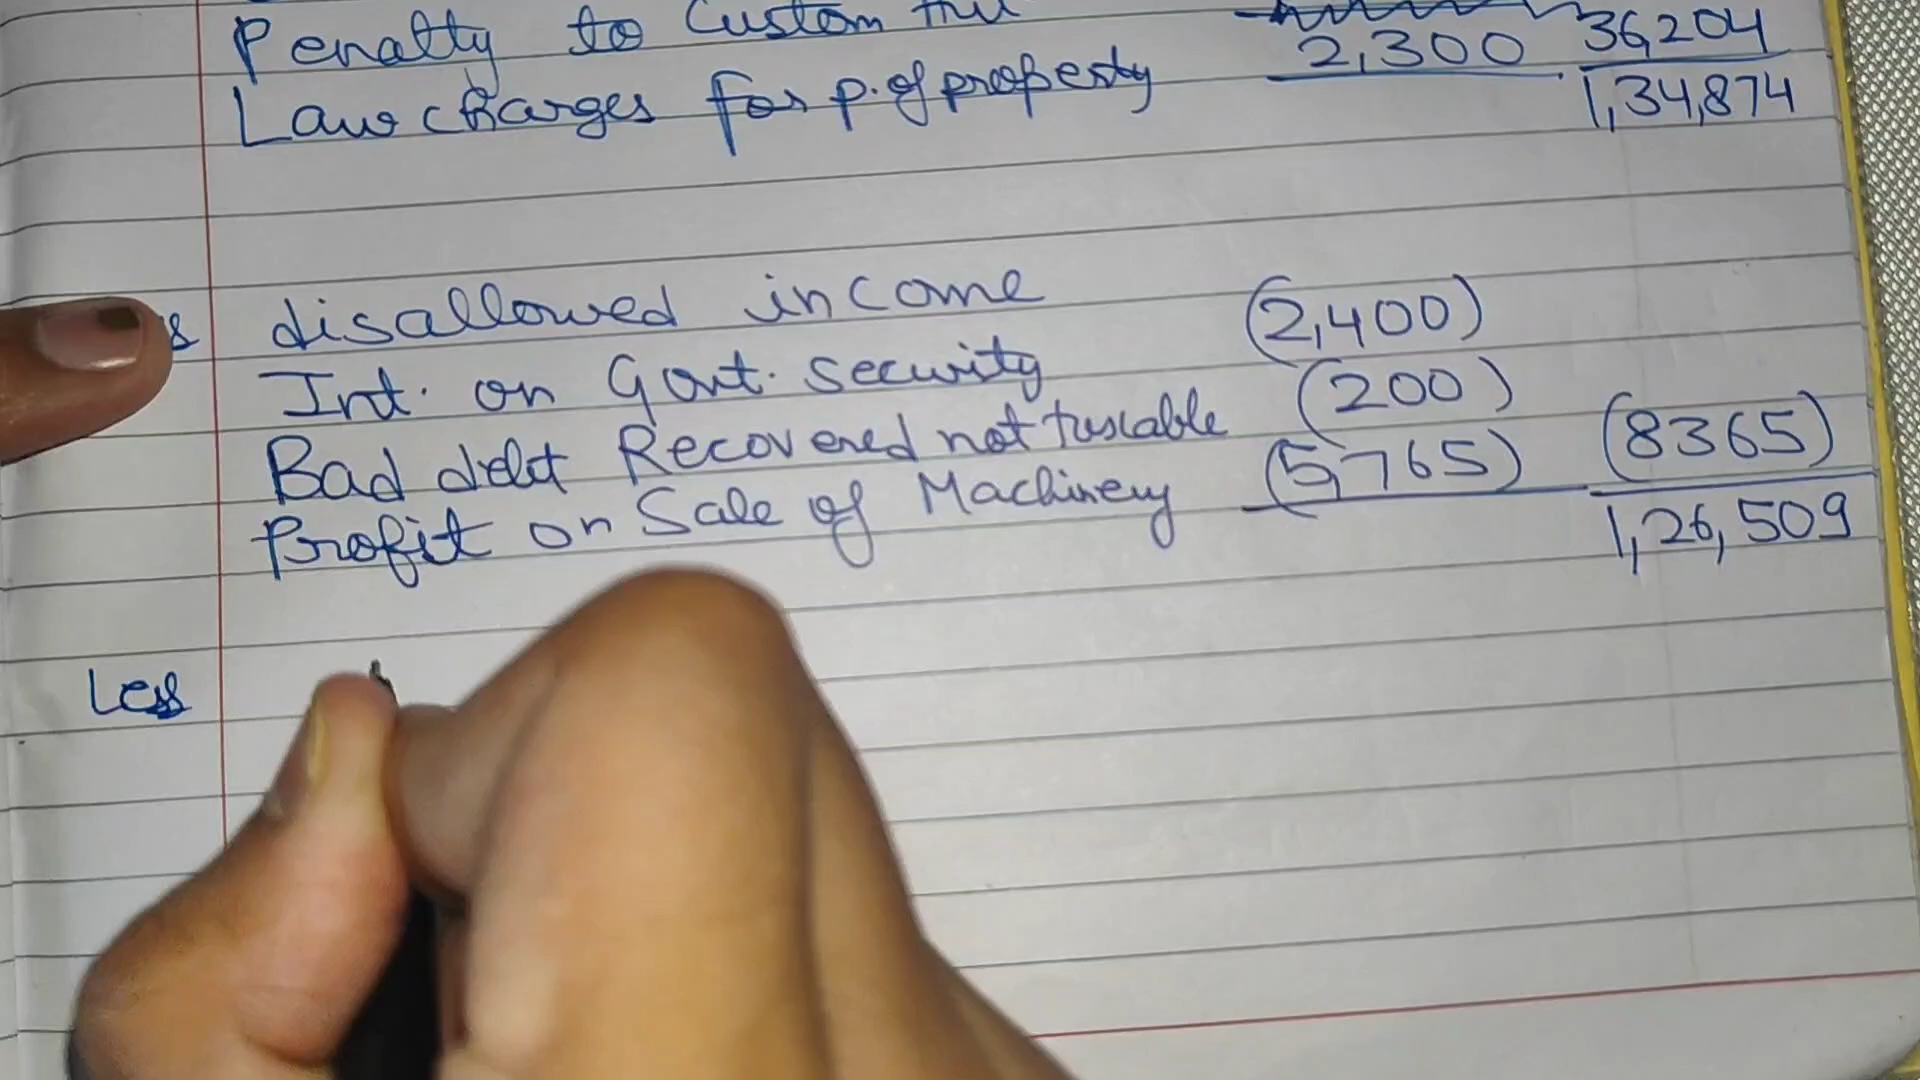 Penalty to Custom
36,204
Law charges for p. of property 2,300
1,34,874
disallowed income
Int. on Govt. security (2,400)
Bad debt Recovered not taxable (200)
Profit on Sale of Machinery (5,765) (8365)
1,26,509
Less